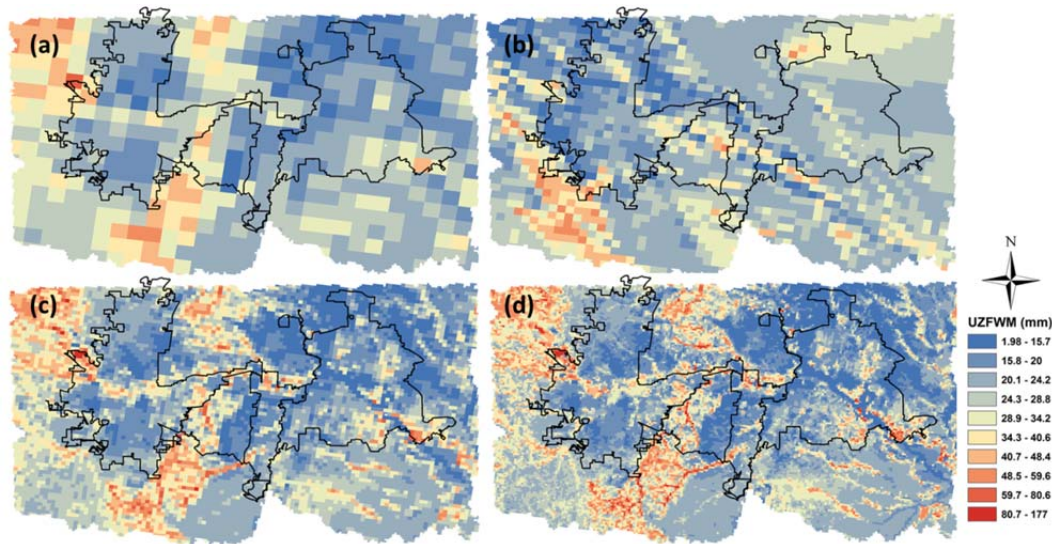 (a)
(b)
(c)
(d)
N
UZFWM (mm)
1.98 - 15.7
15.8 - 20
20.1 - 24.2
24.3 - 28.8
28.9 - 34.2
34.3 - 40.6
40.7 - 48.4
48.5 - 59.6
59.7 - 80.6
80.7 - 177